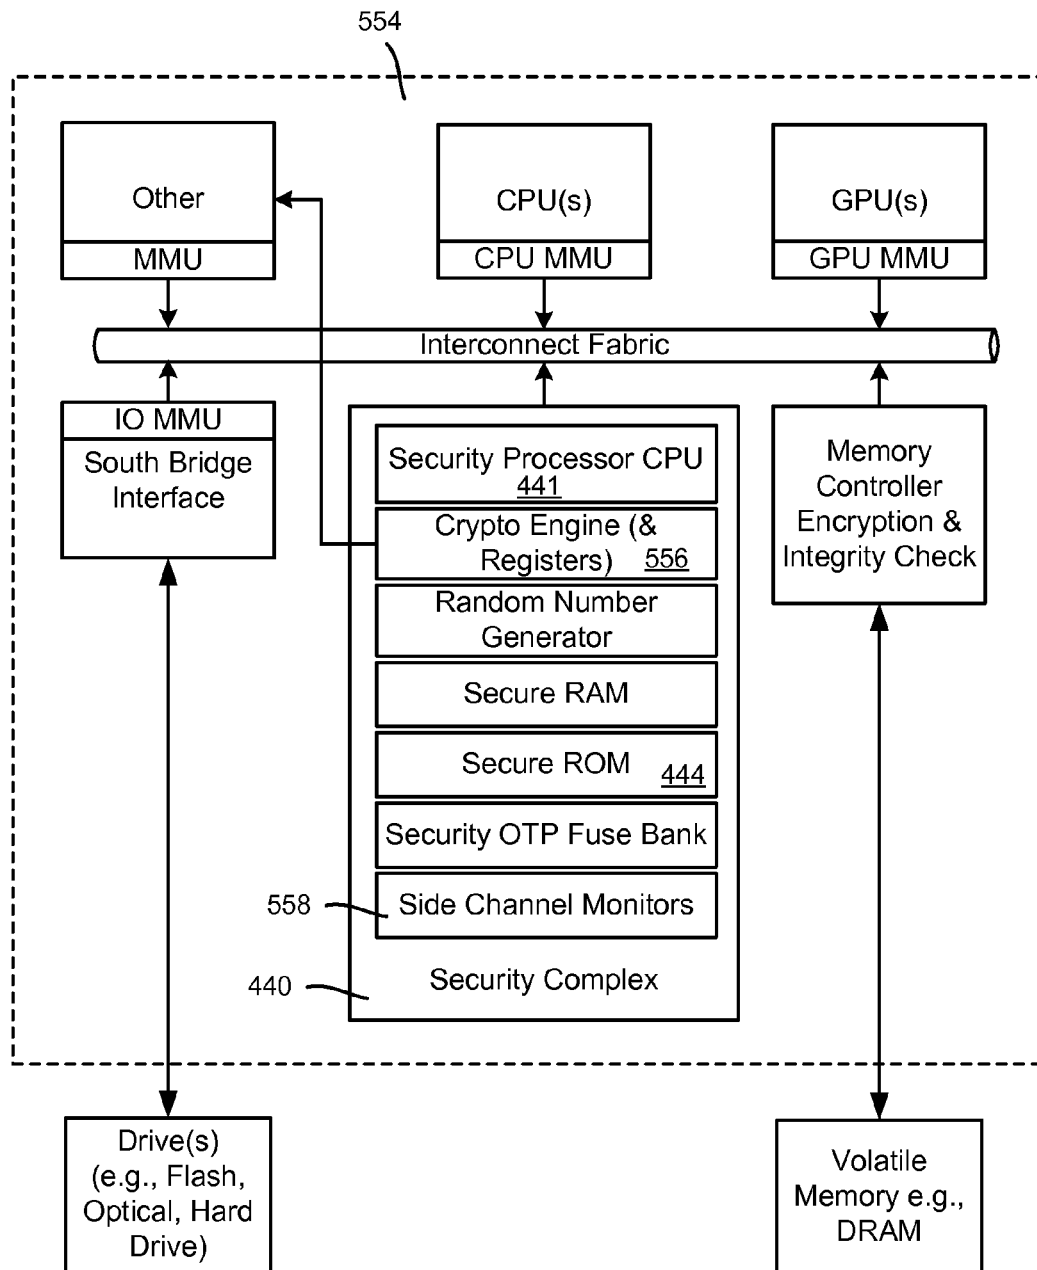 554
Other
MMU
CPU(s)
CPU MMU
GPU(s)
GPU MMU
Interconnect Fabric
IO MMU
South Bridge
Interface
Security Processor CPU
441
Crypto Engine (&
Registers) 556
Random Number
Generator
Secure RAM
Secure ROM 444
Security OTP Fuse Bank
558
Side Channel Monitors
440
Security Complex
Memory
Controller
Encryption &
Integrity Check
Drive(s)
(e.g., Flash,
Optical, Hard
Drive)
Volatile
Memory e.g.,
DRAM